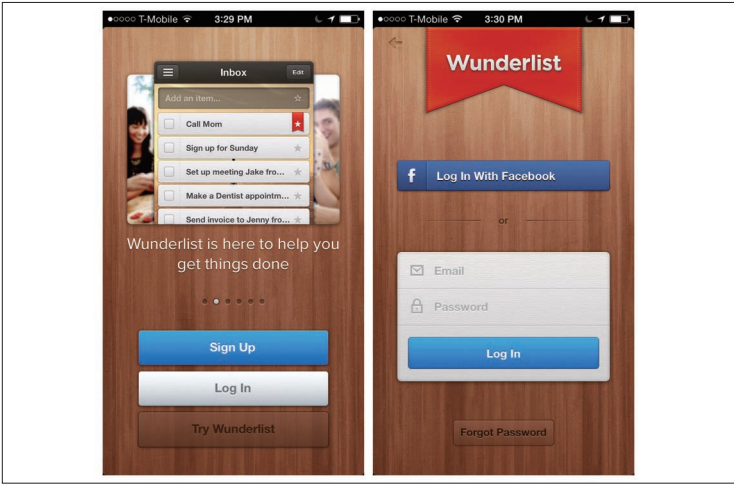 T-Mobile 3:29 PM
Inbox
Edit
Add an item...
Call Mom
Sign up for Sunday
Set up meeting Jake fro...
Make a Dentist appointm...
Send invoice to Jenny fro...
Wunderlist is here to help you
get things done
Sign Up
Log In
Try Wunderlist
T-Mobile 3:30 PM
Wunderlist
f Log In With Facebook
or
Email
Password
Log In
Forgot Password